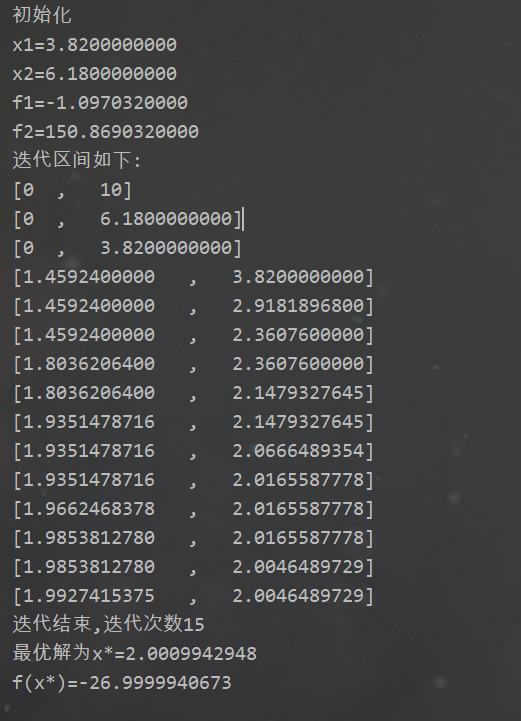 初始化
x1=3.8200000000
x2=6.1800000000
f1=-1.0970320000
f2=150.8690320000
迭代区间如下:
[0  ,   10]
[0  ,   6.1800000000]
[0  ,   3.8200000000]
[1.4592400000   ,   3.8200000000]
[1.4592400000   ,   2.9181896800]
[1.4592400000   ,   2.3607600000]
[1.8036206400   ,   2.3607600000]
[1.8036206400   ,   2.1479327645]
[1.9351478716   ,   2.1479327645]
[1.9351478716   ,   2.0666489354]
[1.9351478716   ,   2.0165587778]
[1.9662468378   ,   2.0165587778]
[1.9853812780   ,   2.0165587778]
[1.9853812780   ,   2.0046489729]
[1.9927415375   ,   2.0046489729]
迭代结束,迭代次数15
最优解为x*=2.0009942948
f(x*)=-26.9999940673